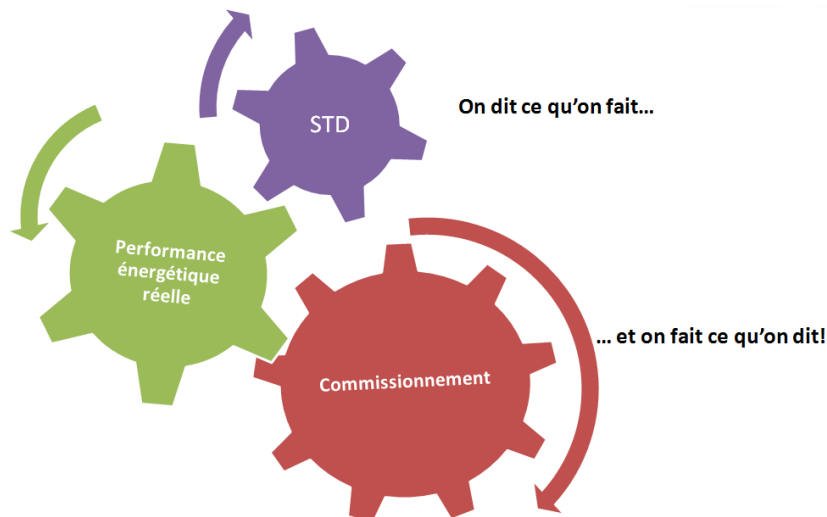 STD
On dit ce qu'on fait...
Performance
énergétique
réelle
... et on fait ce qu'on dit!
Commissionnement